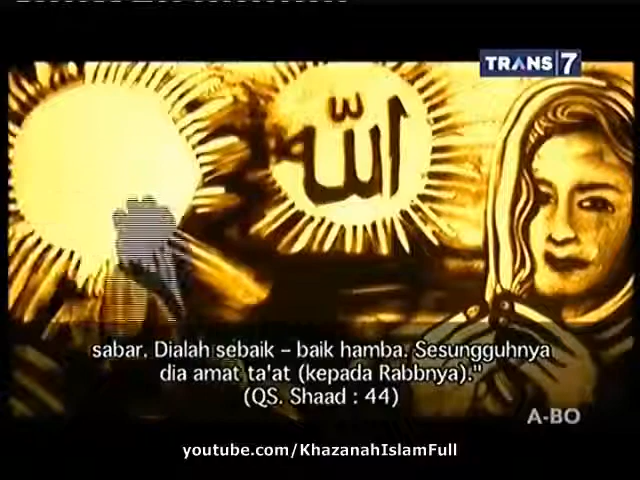 TRANS 7
الله
sabar. Dialah sebaik – baik hamba. Sesungguhnya
dia amat ta'at (kepada Rabbnya)."
(QS. Shaad : 44)
A-BO
youtube.com/KhazanahIslamFull